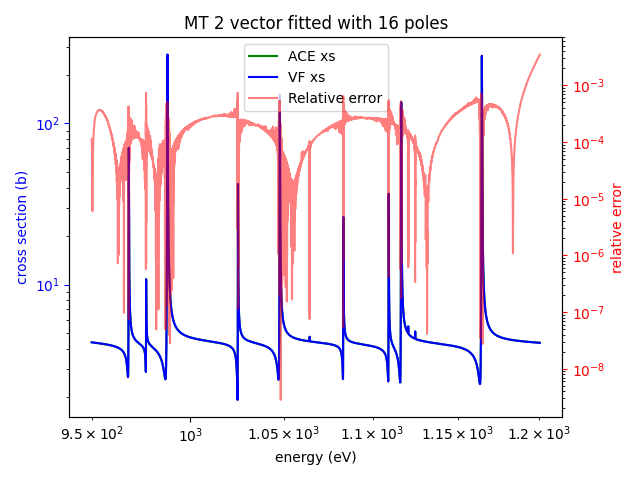 MT 2 vector fitted with 16 poles
ACE xs
VF xs
Relative error
cross section (b)
10²
10¹
relative error
10⁻³
10⁻⁴
10⁻⁵
10⁻⁶
10⁻⁷
10⁻⁸
9.5 × 10² 10³ 1.05 × 10³ 1.1 × 10³ 1.15 × 10³ 1.2 × 10³
energy (eV)